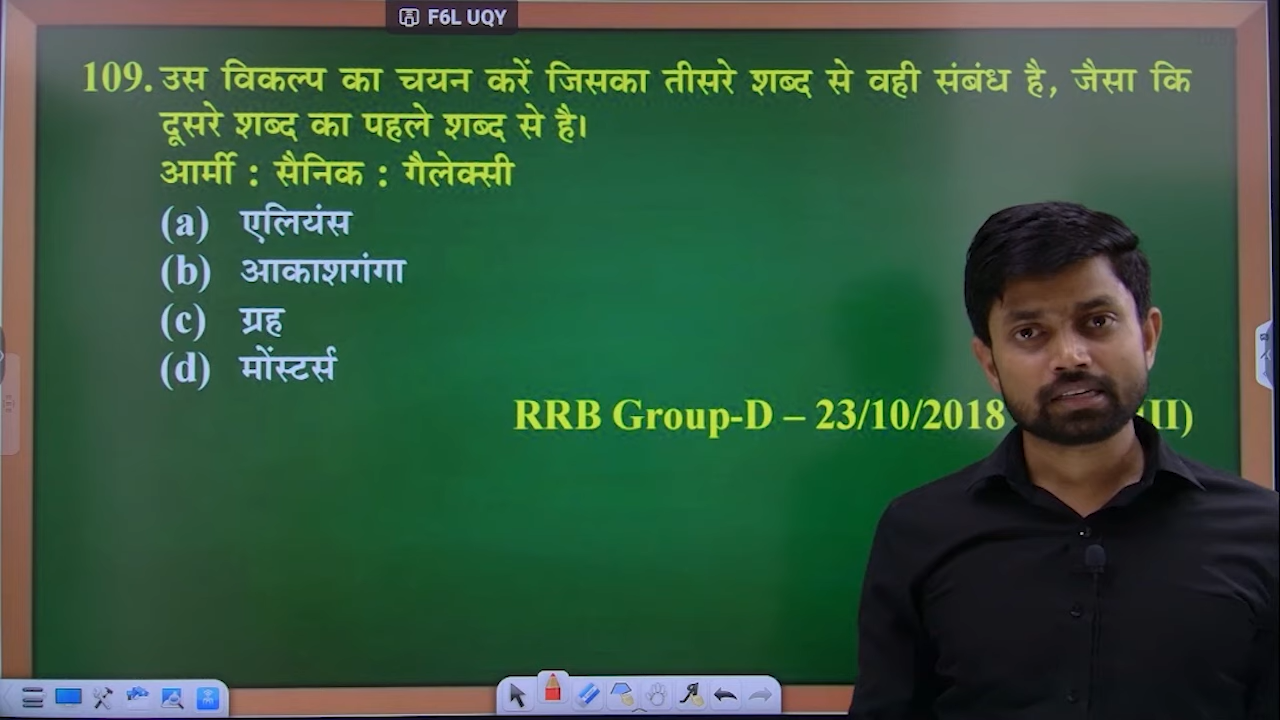 F6L UQY
109. उस विकल्प का चयन करें जिसका तीसरे शब्द से वही संबंध है, जैसा कि
दूसरे शब्द का पहले शब्द से है।
आर्मी : सैनिक : गैलेक्सी
(a) एलियंस
(b) आकाशगंगा
(c) ग्रह
(d) मोंस्टर्स
RRB Group-D – 23/10/2018 II)